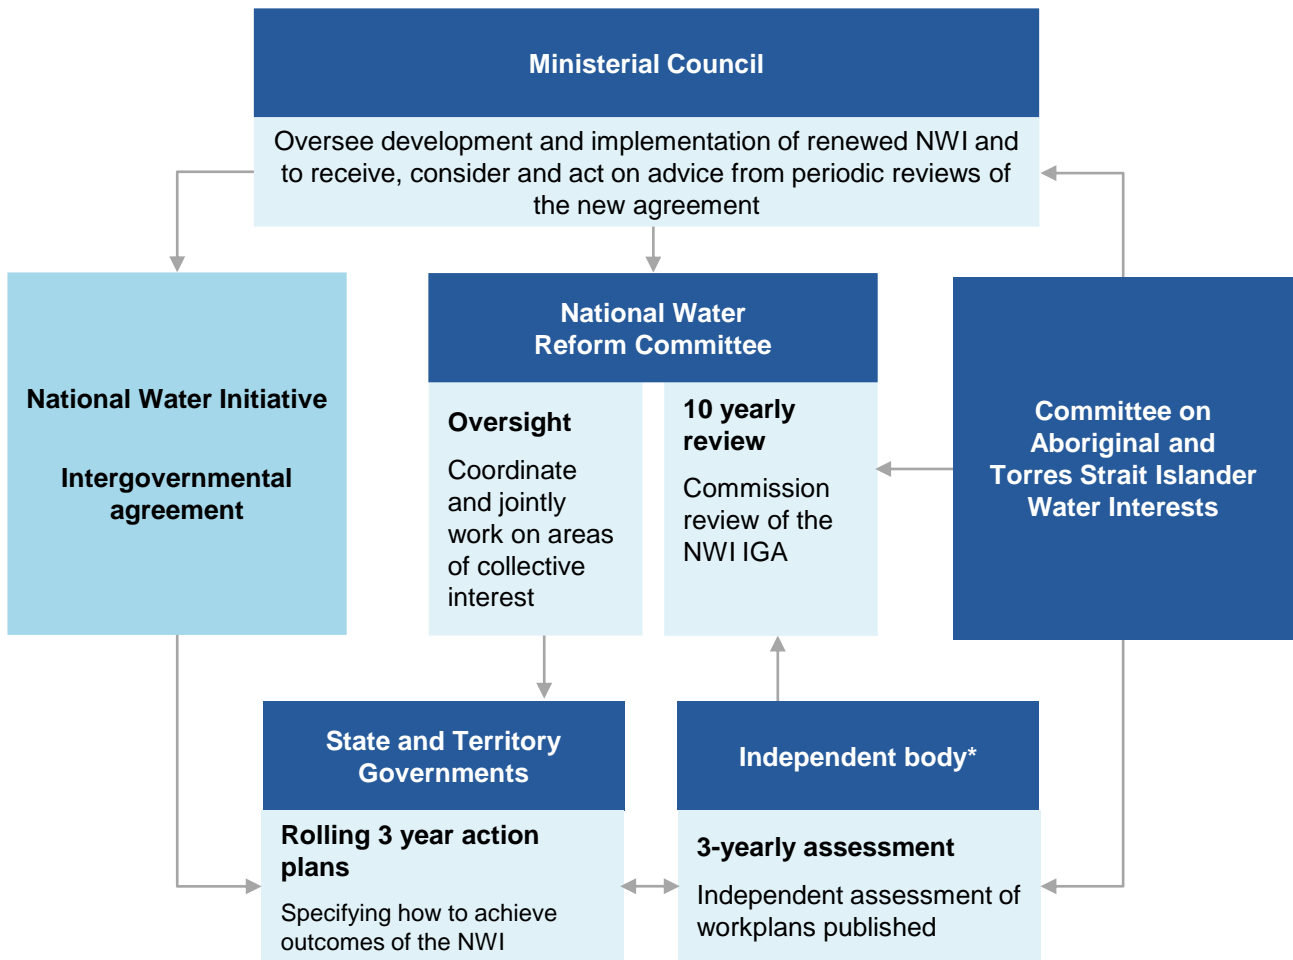 Ministerial Council
Oversee development and implementation of renewed NWI and
to receive, consider and act on advice from periodic reviews of
the new agreement
National Water Initiative
Intergovernmental
agreement
National Water
Reform Committee
Oversight
Coordinate
and jointly
work on areas
of collective
interest
10 yearly
review
Commission
review of the
NWI IGA
Committee on
Aboriginal and
Torres Strait Islander
Water Interests
State and Territory
Governments
Rolling 3 year action
plans
Specifying how to achieve
outcomes of the NWI
Independent body*
3-yearly assessment
Independent assessment of
workplans published